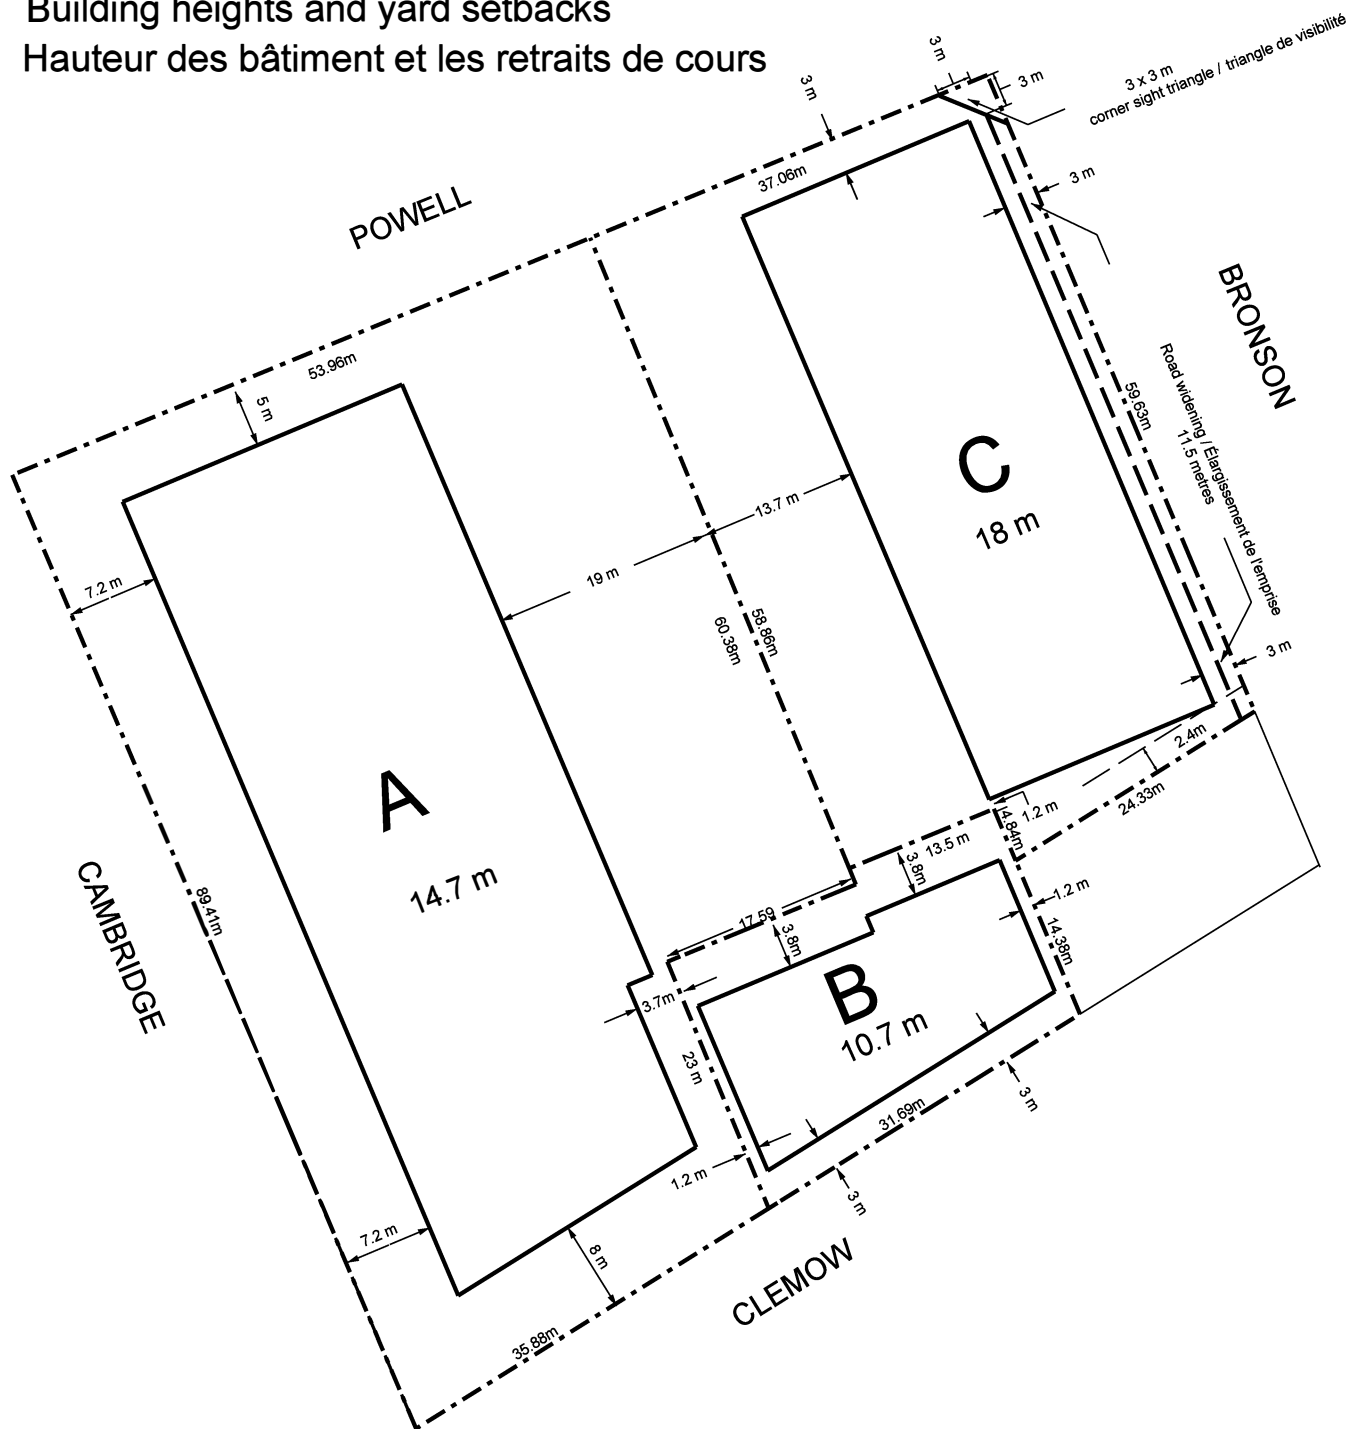 Building heights and yard setbacks
Hauteur des bâtiment et les retraits de cours
3 m
3 m
3 m
3 x 3 m
corner sight triangle / triangle de visibilité
37.06m
3 m
POWELL
BRONSON
53.96m
5 m
59.63m
Road widening / Élargissement de l'emprise
11.5 metres
C
18 m
13.7 m
19 m
7.2 m
58.86m
60.38m
3 m
2.4m
24.33m
A
14.7 m
1.2 m
4.84m
13.5 m
3.8m
CAMBRIDGE
89.41m
17.59
3.8m
1.2 m
14.38m
B
10.7 m
3.7m
23 m
31.69m
3 m
1.2 m
3 m
7.2 m
8 m
CLEMOW
35.88m